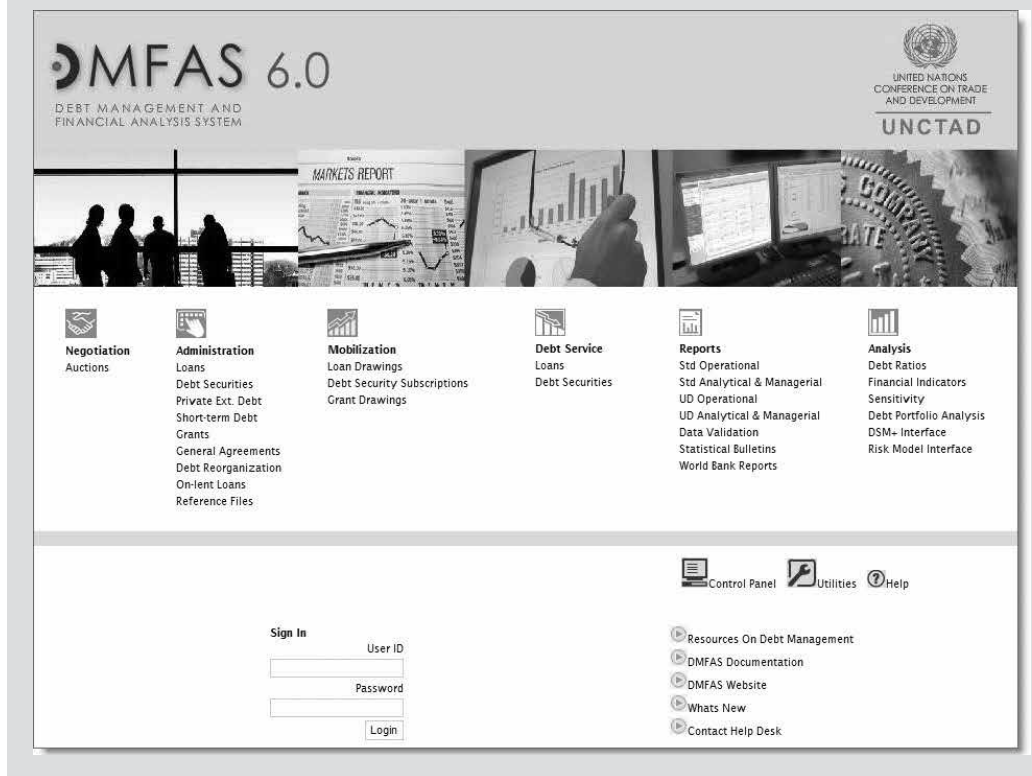 DMFAS 6.0
DEBT MANAGEMENT AND
FINANCIAL ANALYSIS SYSTEM
UNITED NATIONS
CONFERENCE ON TRADE
AND DEVELOPMENT
UNCTAD
MARKETS REPORT
Negotiation
Auctions
Administration
Loans
Debt Securities
Private Ext. Debt
Short-term Debt
Grants
General Agreements
Debt Reorganization
On-lent Loans
Reference Files
Mobilization
Loan Drawings
Debt Security Subscriptions
Grant Drawings
Debt Service
Loans
Debt Securities
Reports
Std Operational
Std Analytical & Managerial
UD Operational
UD Analytical & Managerial
Data Validation
Statistical Bulletins
World Bank Reports
Analysis
Debt Ratios
Financial Indicators
Sensitivity
Debt Portfolio Analysis
DSM+ Interface
Risk Model Interface
Control Panel
Utilities
Help
Sign In
User ID
Password
Login
Resources On Debt Management
DMFAS Documentation
DMFAS Website
Whats New
Contact Help Desk